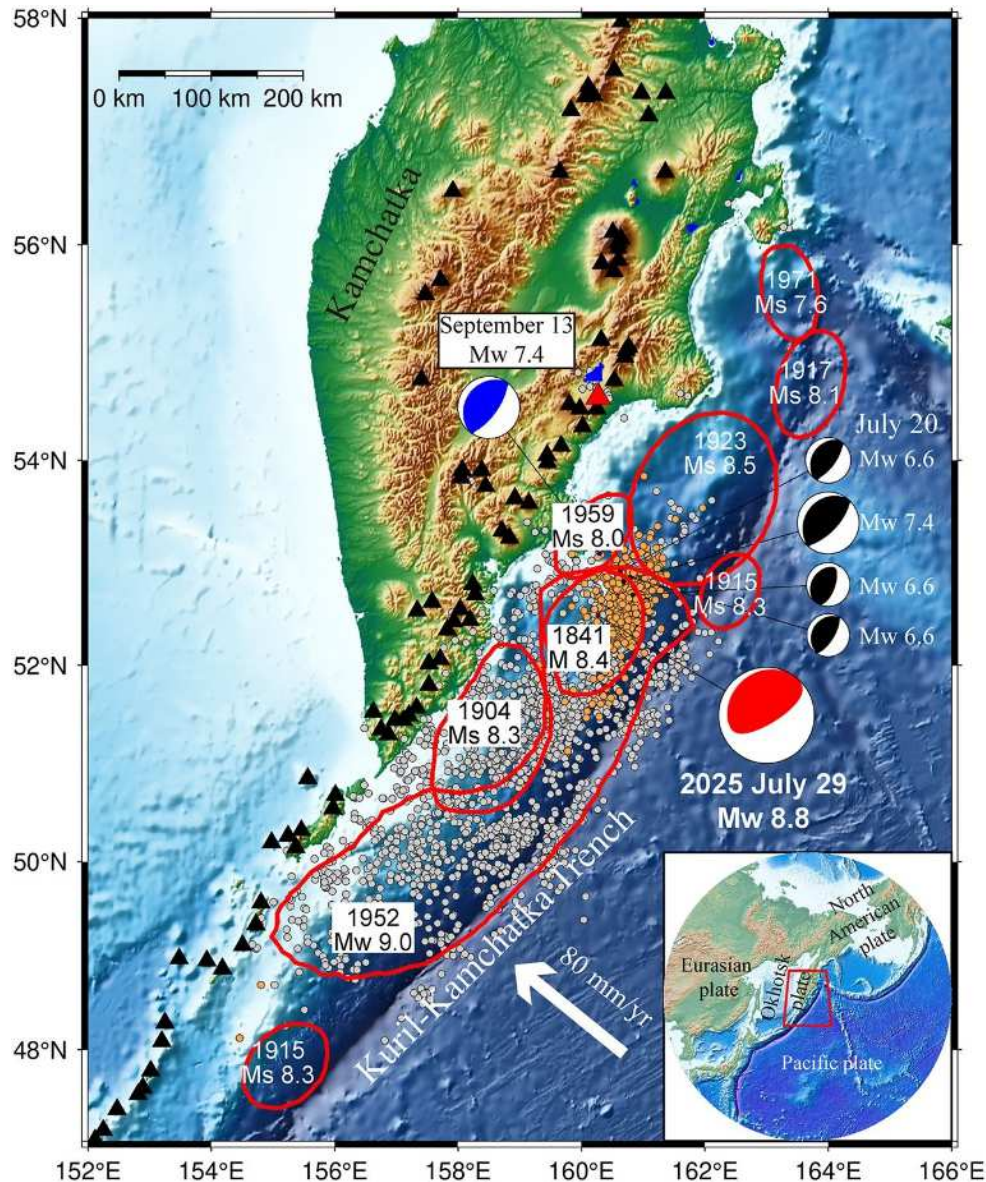 58°N
56°N
54°N
52°N
50°N
48°N
152°E
154°E
156°E
158°E
160°E
162°E
164°E
166°E
0 km 100 km 200 km
Kamchatka
September 13
Mw 7.4
1971
Ms 7.6
1917
Ms 8.1
1923
Ms 8.5
July 20
Mw 6.6
Mw 7.4
Mw 6.6
Mw 6.6
1959
Ms 8.0
1915
Ms 8.3
1841
M 8.4
1904
Ms 8.3
2025 July 29
Mw 8.8
1952
Mw 9.0
Kuril-Kamchatka Trench
80 mm/yr
1915
Ms 8.3
North
American
plate
Eurasian
plate
Okhotsk
plate
Pacific plate